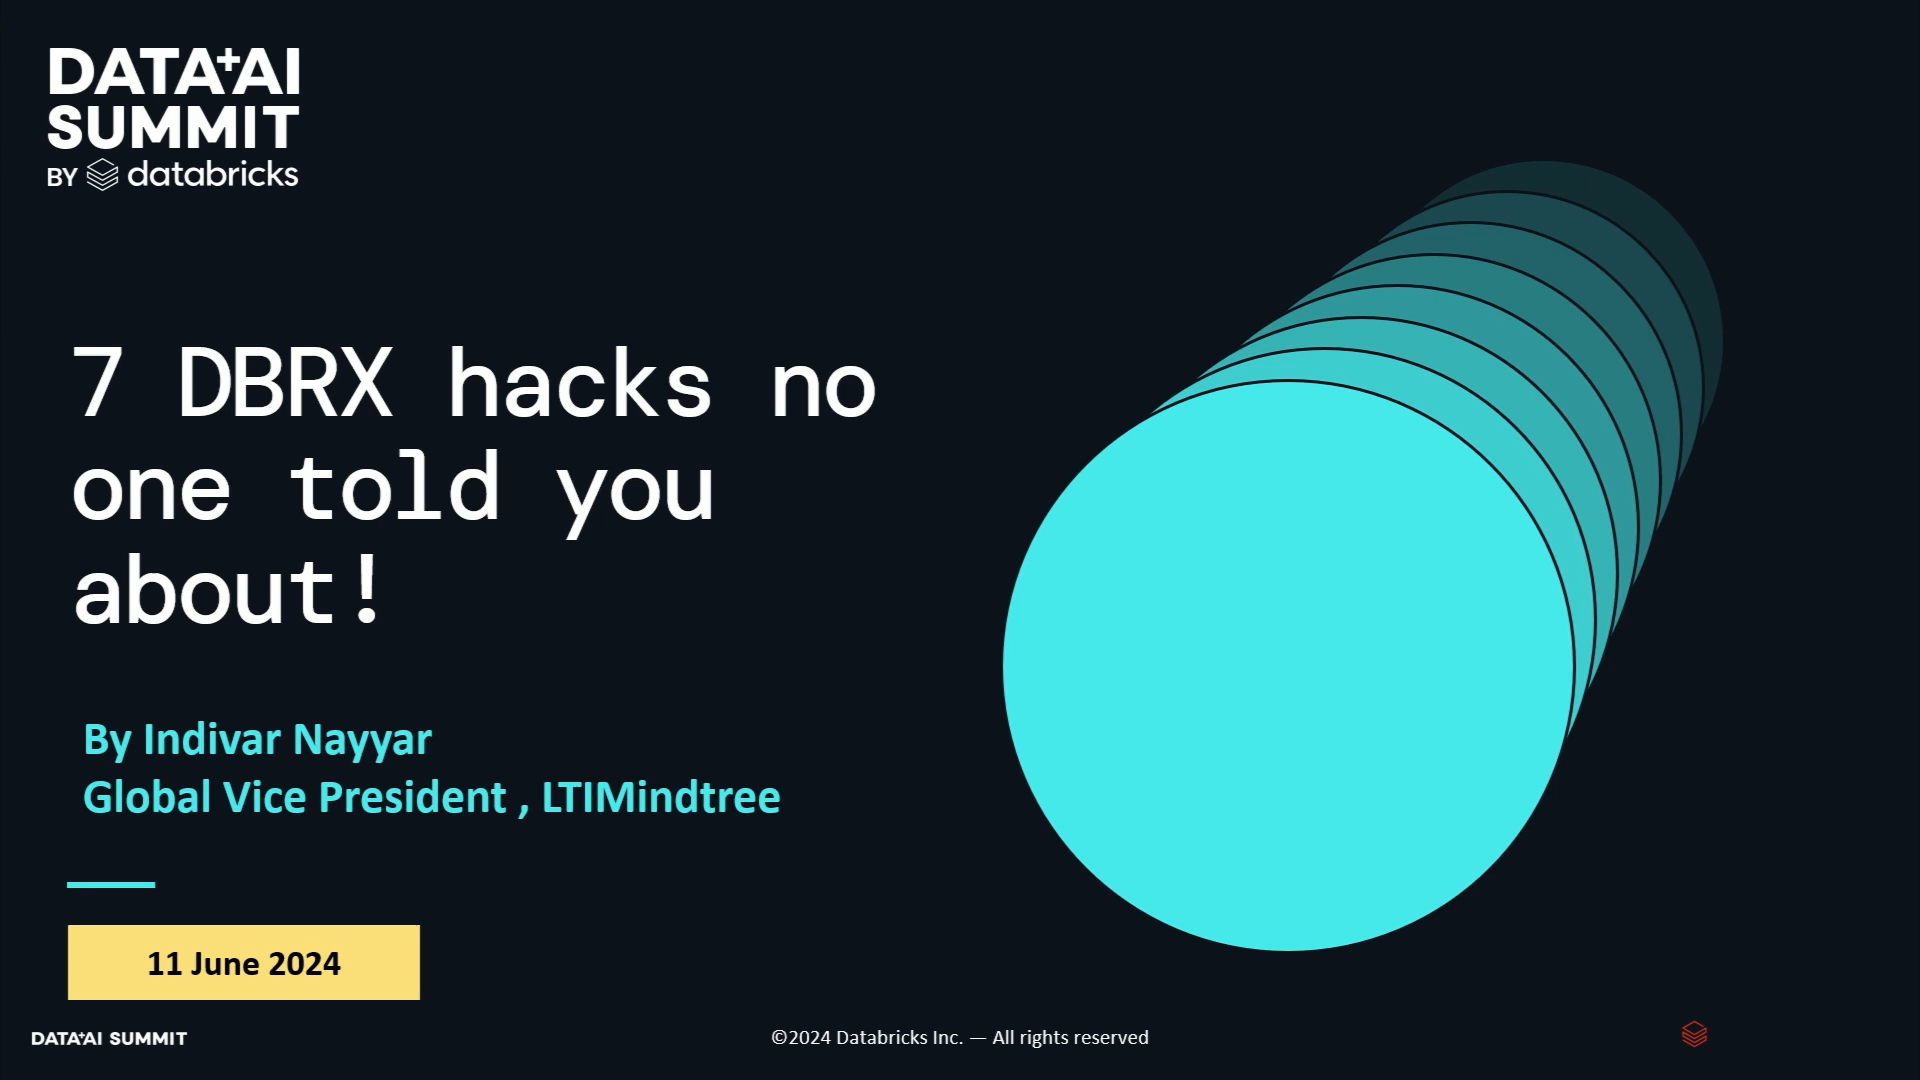 DATA+AI
SUMMIT
BY databricks
7 DBRX hacks no
one told you
about!
By Indivar Nayyar
Global Vice President , LTIMindtree
11 June 2024
DATA+AI SUMMIT
©2024 Databricks Inc. — All rights reserved